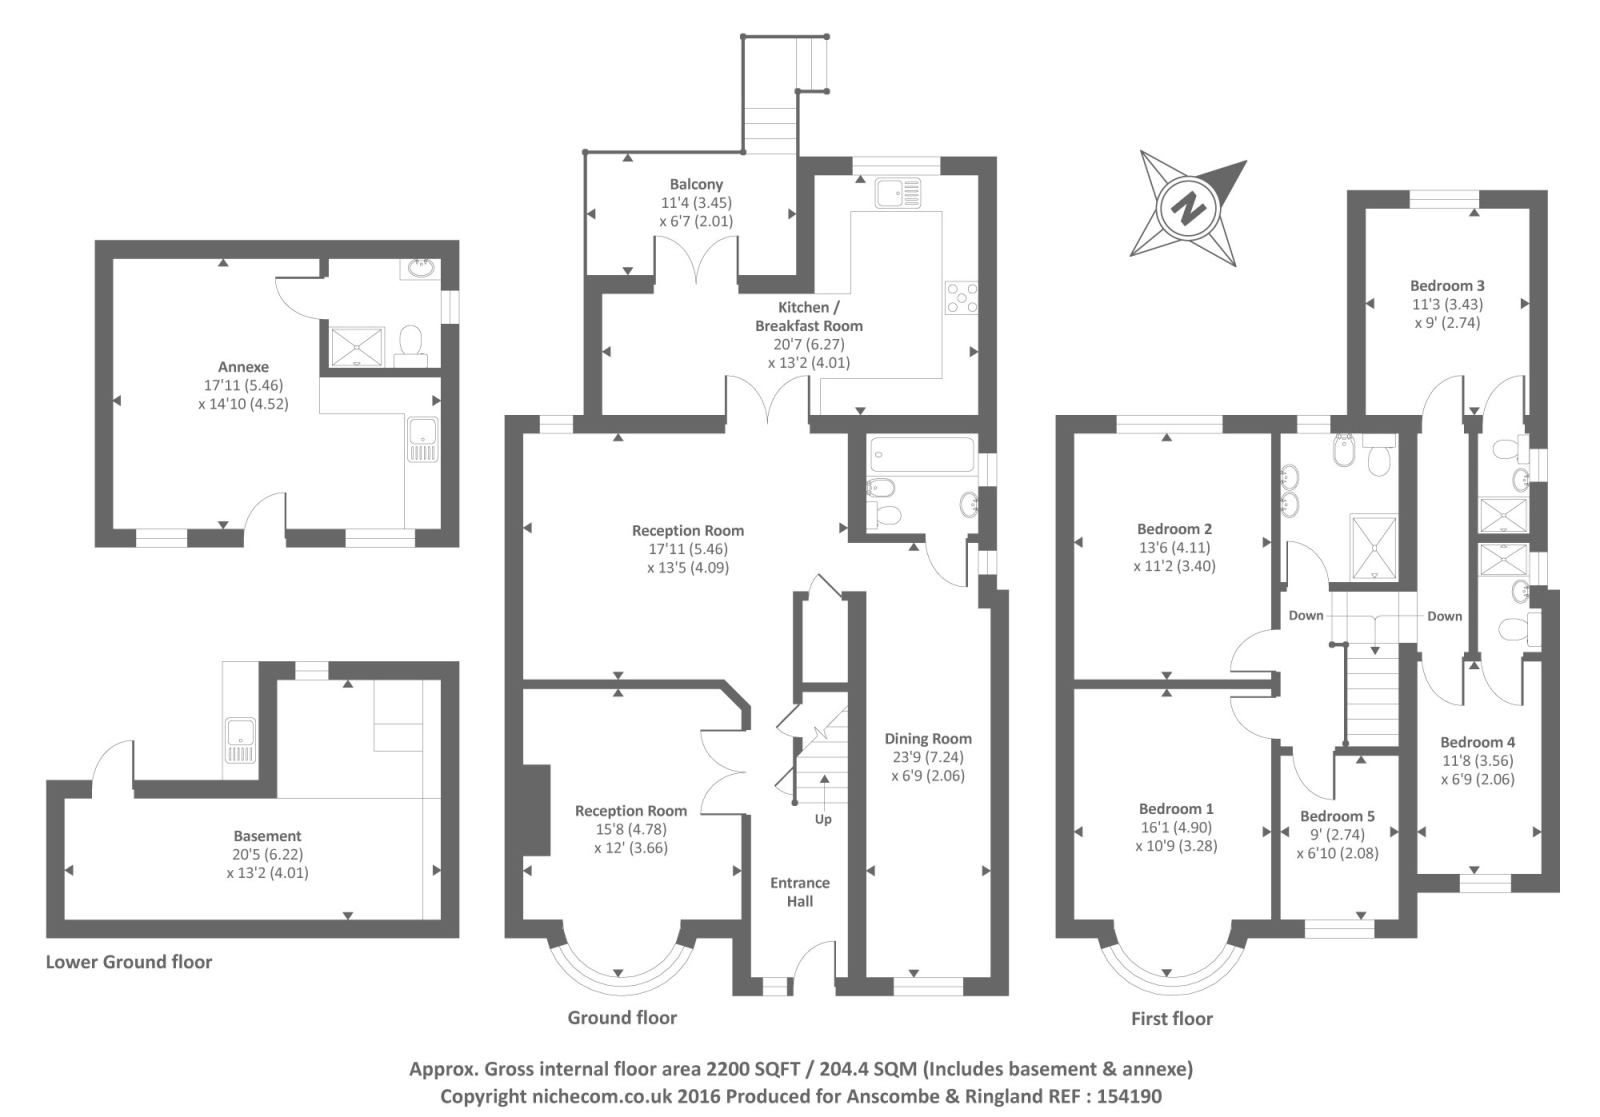 Balcony
11'4 (3.45)
x 6'7 (2.01)
N
Kitchen /
Breakfast Room
20'7 (6.27)
x 13'2 (4.01)
Bedroom 3
11'3 (3.43)
x 9' (2.74)
Annexe
17'11 (5.46)
x 14'10 (4.52)
Reception Room
17'11 (5.46)
x 13'5 (4.09)
Bedroom 2
13'6 (4.11)
x 11'2 (3.40)
Down
Down
Dining Room
23'9 (7.24)
x 6'9 (2.06)
Bedroom 4
11'8 (3.56)
x 6'9 (2.06)
Basement
20'5 (6.22)
x 13'2 (4.01)
Reception Room
15'8 (4.78)
x 12' (3.66)
Up
Entrance
Hall
Bedroom 1
16'1 (4.90)
x 10'9 (3.28)
Bedroom 5
9' (2.74)
x 6'10 (2.08)
Lower Ground floor
Ground floor
First floor
Approx. Gross internal floor area 2200 SQFT / 204.4 SQM (Includes basement & annexe)
Copyright nichecom.co.uk 2016 Produced for Anscombe & Ringland REF : 154190